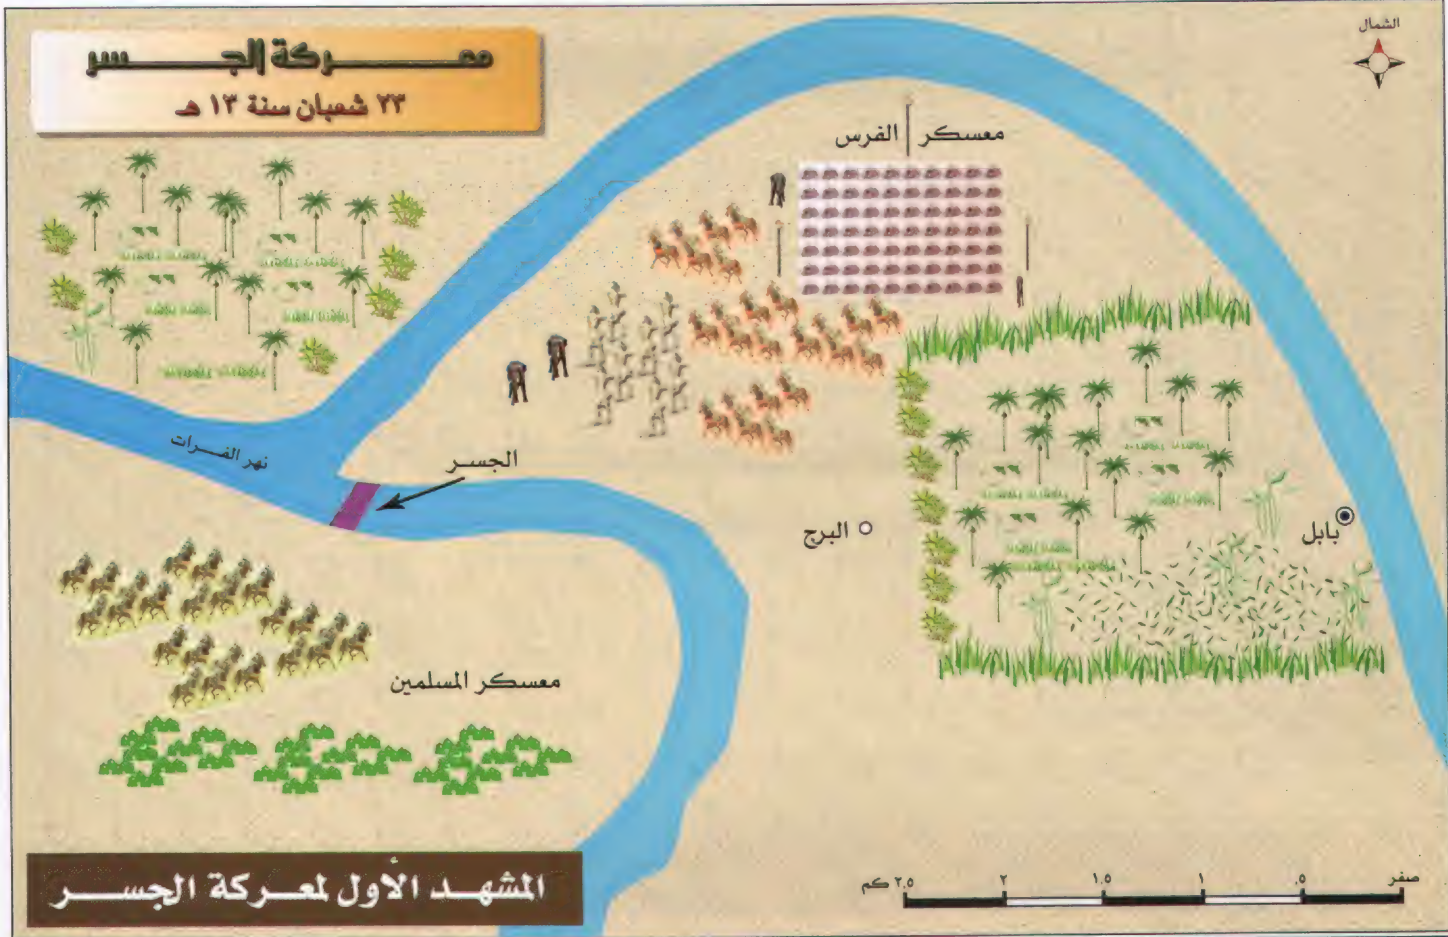 معركة الجسر
٢٣ شعبان سنة ١٣ هـ
الشمال
معسكر الفرس
نهر الفرات
الجسر
البرج
بابل
معسكر المسلمين
المشهد الأول لمعركة الجسر
صفر ٠٥ ١ ١.٥ ٢ ٢.٥ كم